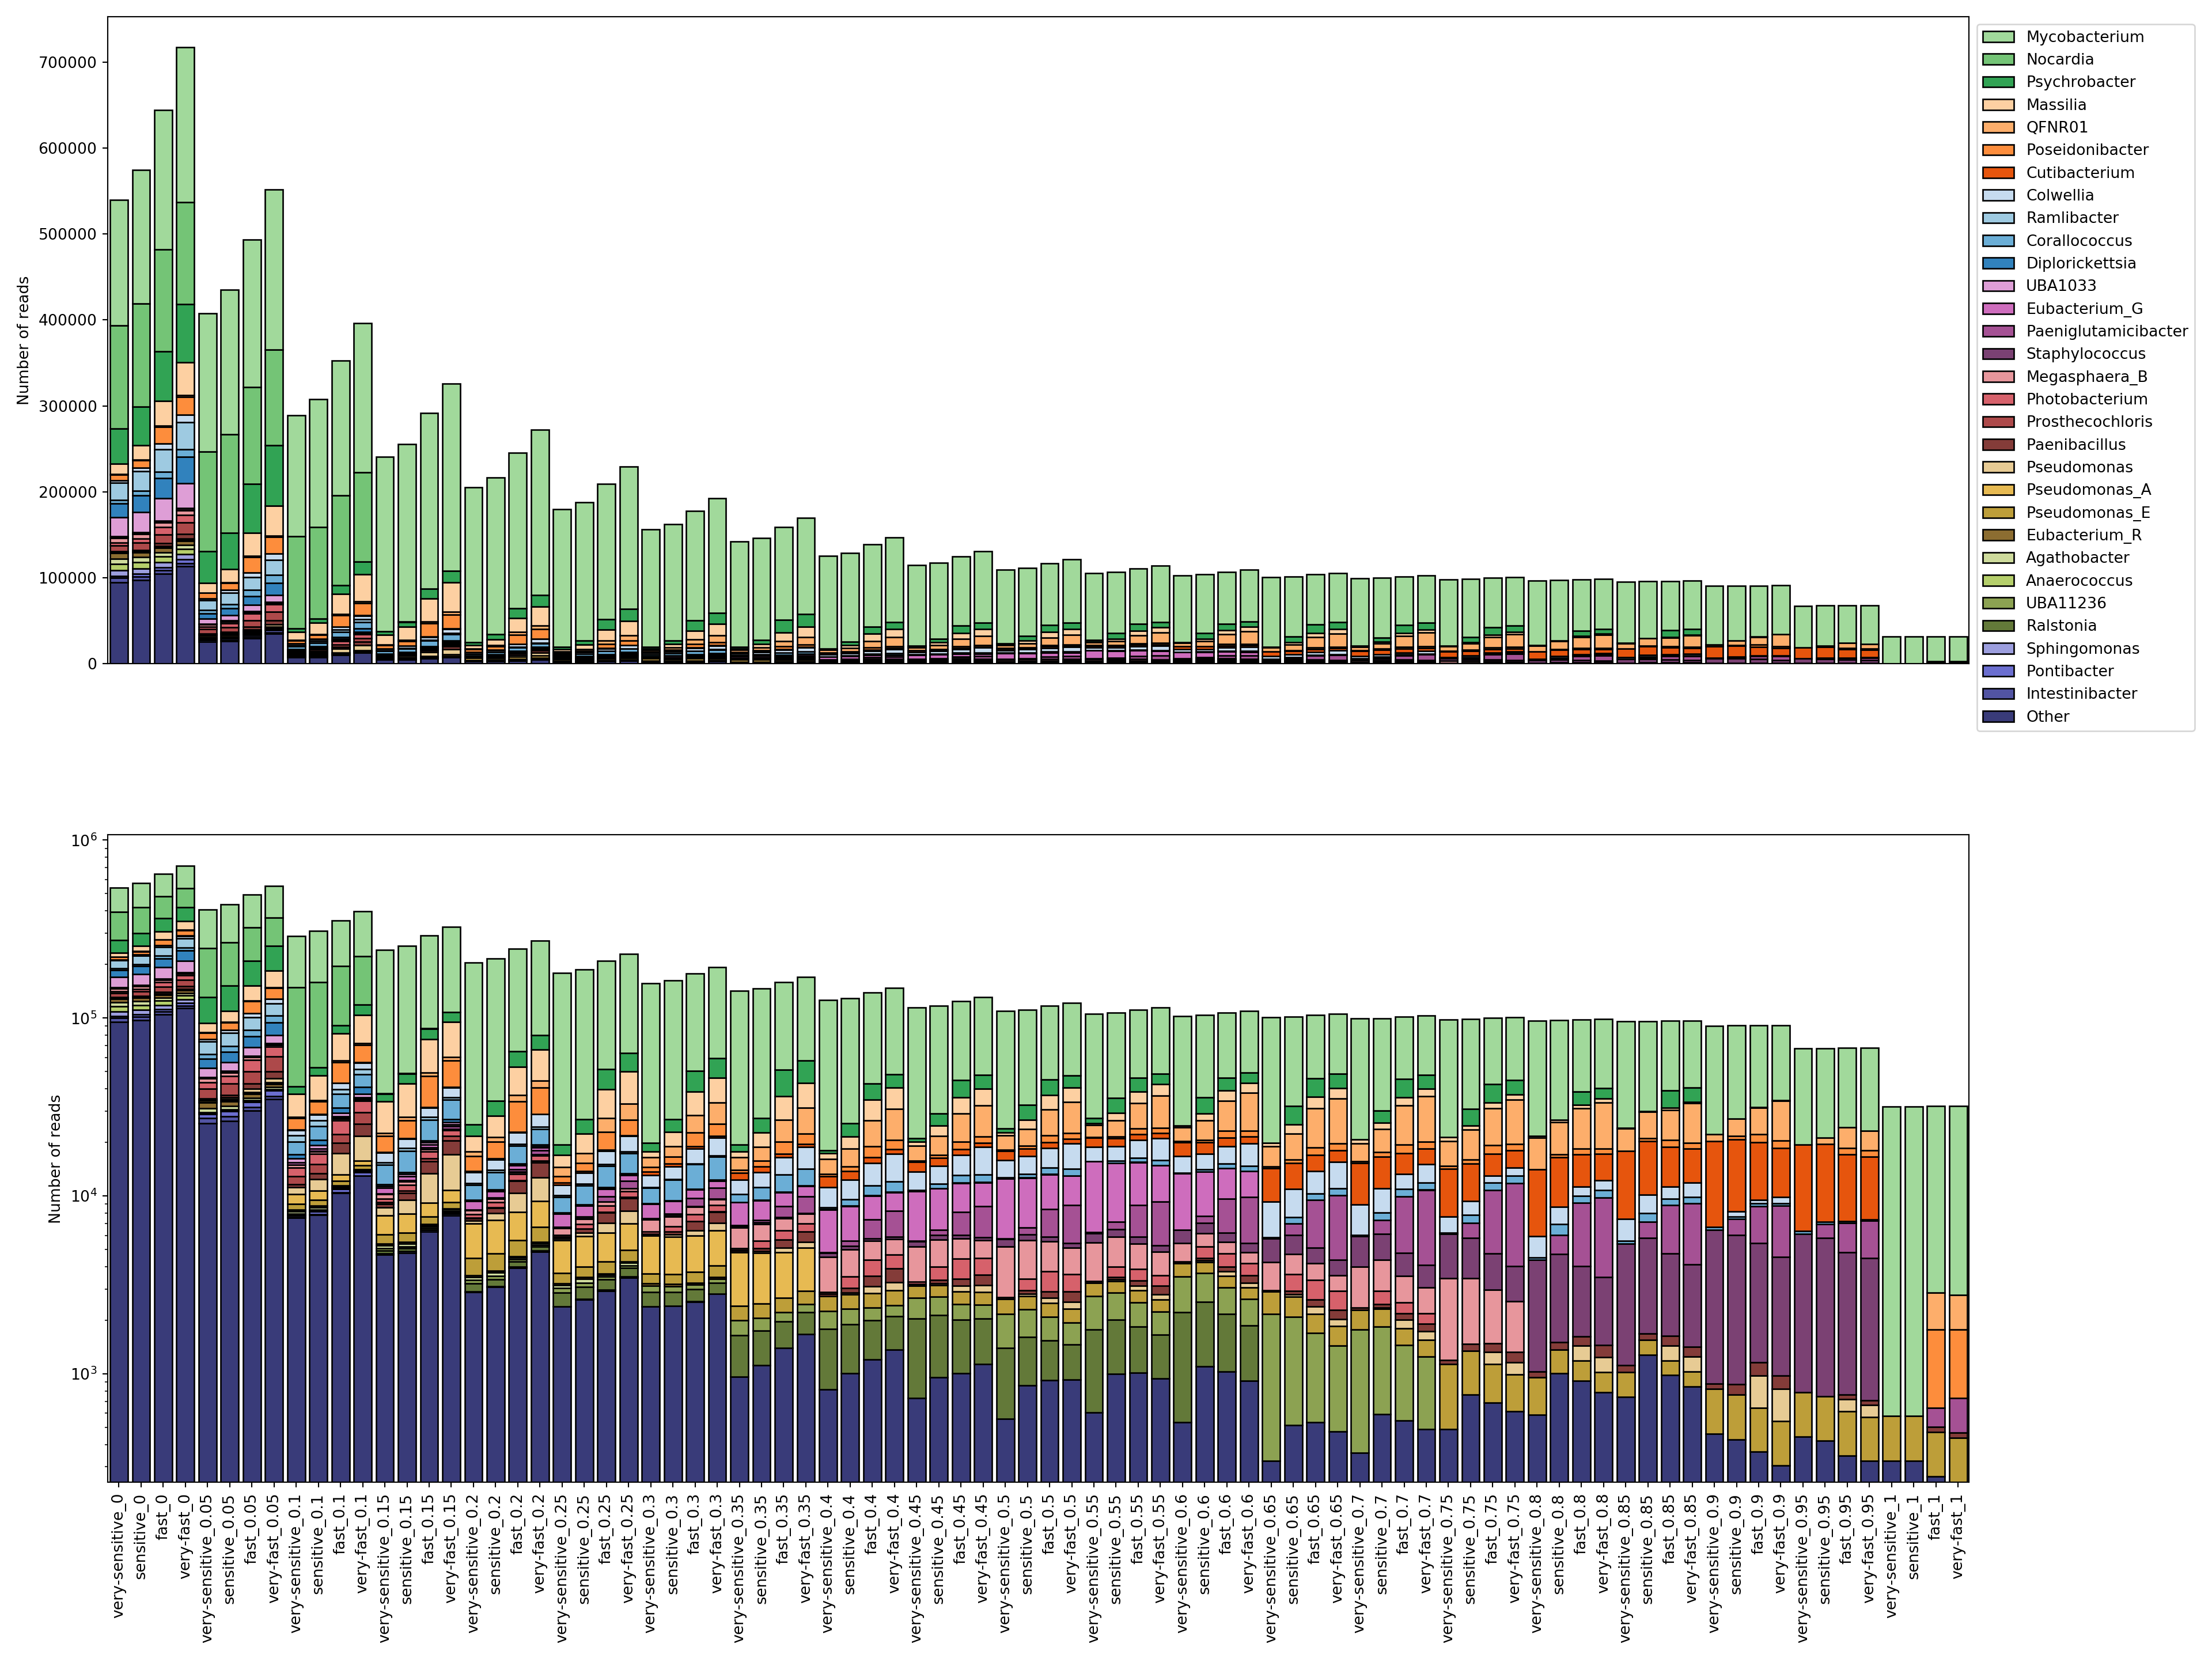 700000
600000
500000
400000
300000
200000
100000
0
Number of reads
Mycobacterium
Nocardia
Psychrobacter
Massilia
QFNR01
Poseidonibacter
Cutibacterium
Colwellia
Ramlibacter
Corallococcus
Diplorickettsia
UBA1033
Eubacterium_G
Paeniglutamicibacter
Staphylococcus
Megasphaera_B
Photobacterium
Prosthecochloris
Paenibacillus
Pseudomonas
Pseudomonas_A
Pseudomonas_E
Eubacterium_R
Agathobacter
Anaerococcus
UBA11236
Ralstonia
Sphingomonas
Pontibacter
Intestinibacter
Other
10⁶
10⁵
10⁴
10³
Number of reads
very-sensitive_0
sensitive_0
fast_0
very-fast_0
very-sensitive_0.05
sensitive_0.05
fast_0.05
very-fast_0.05
very-sensitive_0.1
sensitive_0.1
fast_0.1
very-fast_0.1
very-sensitive_0.15
sensitive_0.15
fast_0.15
very-fast_0.15
very-sensitive_0.2
sensitive_0.2
fast_0.2
very-fast_0.2
very-sensitive_0.25
sensitive_0.25
fast_0.25
very-fast_0.25
very-sensitive_0.3
sensitive_0.3
fast_0.3
very-fast_0.3
very-sensitive_0.35
sensitive_0.35
fast_0.35
very-fast_0.35
very-sensitive_0.4
sensitive_0.4
fast_0.4
very-fast_0.4
very-sensitive_0.45
sensitive_0.45
fast_0.45
very-fast_0.45
very-sensitive_0.5
sensitive_0.5
fast_0.5
very-fast_0.5
very-sensitive_0.55
sensitive_0.55
fast_0.55
very-fast_0.55
very-sensitive_0.6
sensitive_0.6
fast_0.6
very-fast_0.6
very-sensitive_0.65
sensitive_0.65
fast_0.65
very-fast_0.65
very-sensitive_0.7
sensitive_0.7
fast_0.7
very-fast_0.7
very-sensitive_0.75
sensitive_0.75
fast_0.75
very-fast_0.75
very-sensitive_0.8
sensitive_0.8
fast_0.8
very-fast_0.8
very-sensitive_0.85
sensitive_0.85
fast_0.85
very-fast_0.85
very-sensitive_0.9
sensitive_0.9
fast_0.9
very-fast_0.9
very-sensitive_0.95
sensitive_0.95
fast_0.95
very-fast_0.95
very-sensitive_1
sensitive_1
fast_1
very-fast_1